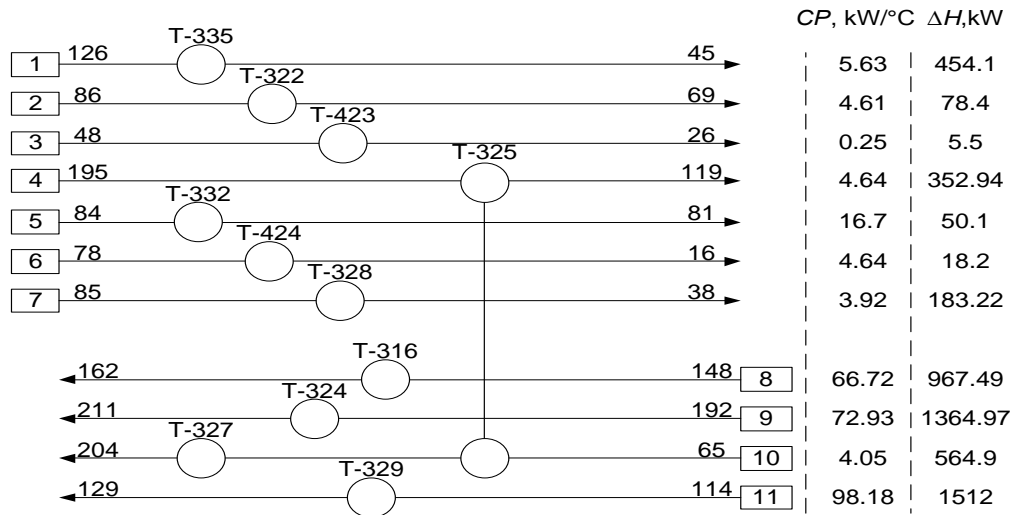 CP, kW/°C ΔH,kW
T-335
1 126 45 5.63 454.1
T-322
2 86 69 4.61 78.4
T-423
3 48 26 0.25 5.5
T-325
4 195 119 4.64 352.94
T-332
5 84 81 16.7 50.1
T-424
6 78 16 4.64 18.2
T-328
7 85 38 3.92 183.22
T-316
162 148 8 66.72 967.49
T-324
211 192 9 72.93 1364.97
T-327
204 65 10 4.05 564.9
T-329
129 114 11 98.18 1512